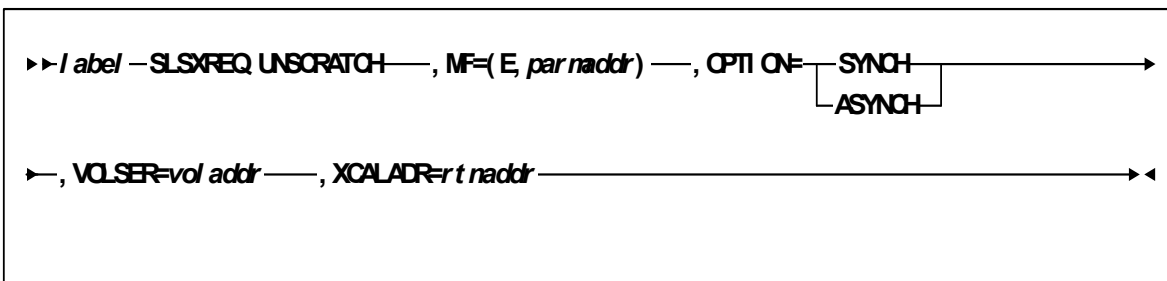 label SLSXREQ UNSCRATCH , MF=(E, parmaddr) , OPTION= SYNCH
ASYNCH
, VOLSER=voladdr , XCALADR=rtnaddr